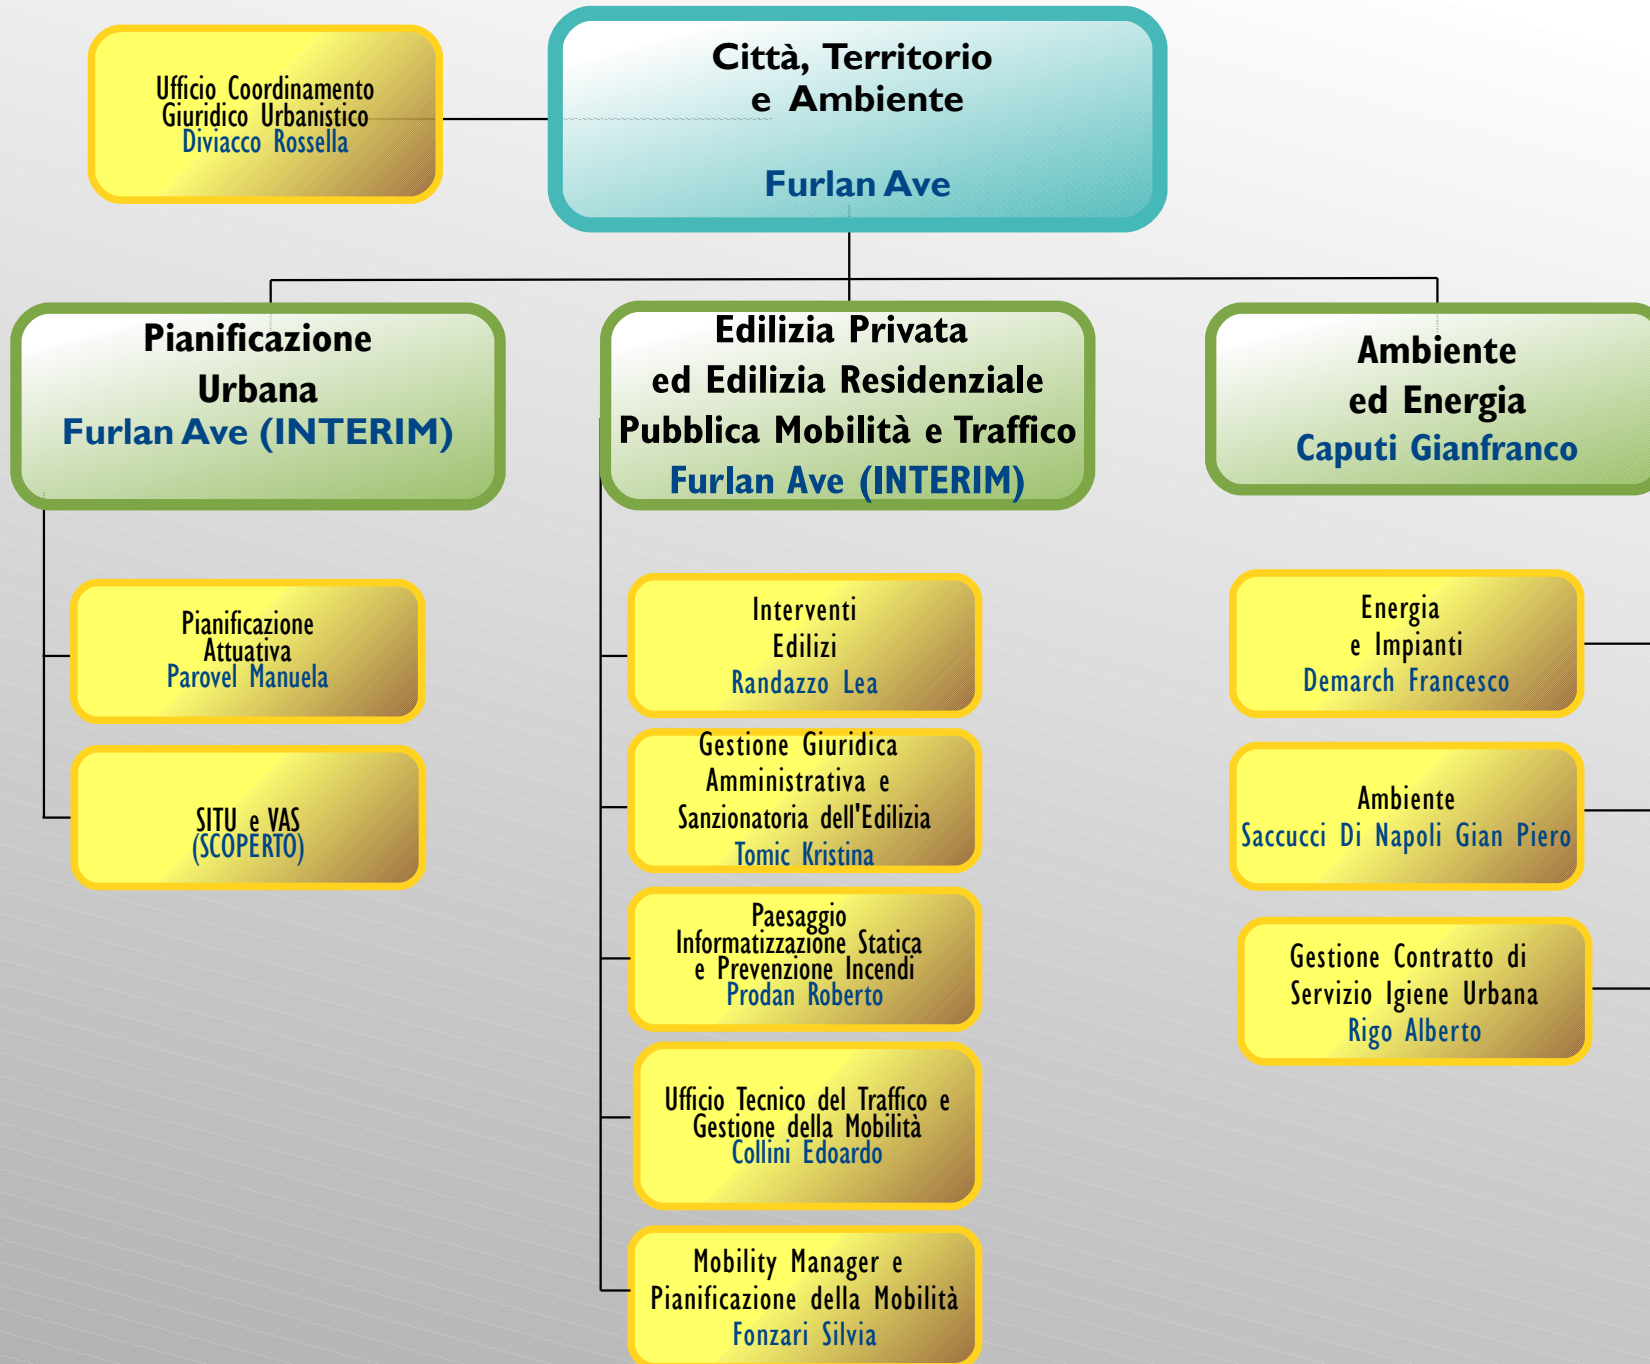 Ufficio Coordinamento
Giuridico Urbanistico
Diviacco Rossella
Città, Territorio
e Ambiente
Furlan Ave
Pianificazione
Urbana
Furlan Ave (INTERIM)
Edilizia Privata
ed Edilizia Residenziale
Pubblica Mobilità e Traffico
Furlan Ave (INTERIM)
Ambiente
ed Energia
Caputi Gianfranco
Pianificazione
Attuativa
Parovel Manuela
SITU e VAS
(SCOPERTO)
Interventi
Edilizi
Randazzo Lea
Gestione Giuridica
Amministrativa e
Sanzionatoria dell'Edilizia
Tomic Kristina
Paesaggio
Informatizzazione Statica
e Prevenzione Incendi
Prodan Roberto
Ufficio Tecnico del Traffico e
Gestione della Mobilità
Collini Edoardo
Mobility Manager e
Pianificazione della Mobilità
Fonzari Silvia
Energia
e Impianti
Demarch Francesco
Ambiente
Saccucci Di Napoli Gian Piero
Gestione Contratto di
Servizio Igiene Urbana
Rigo Alberto